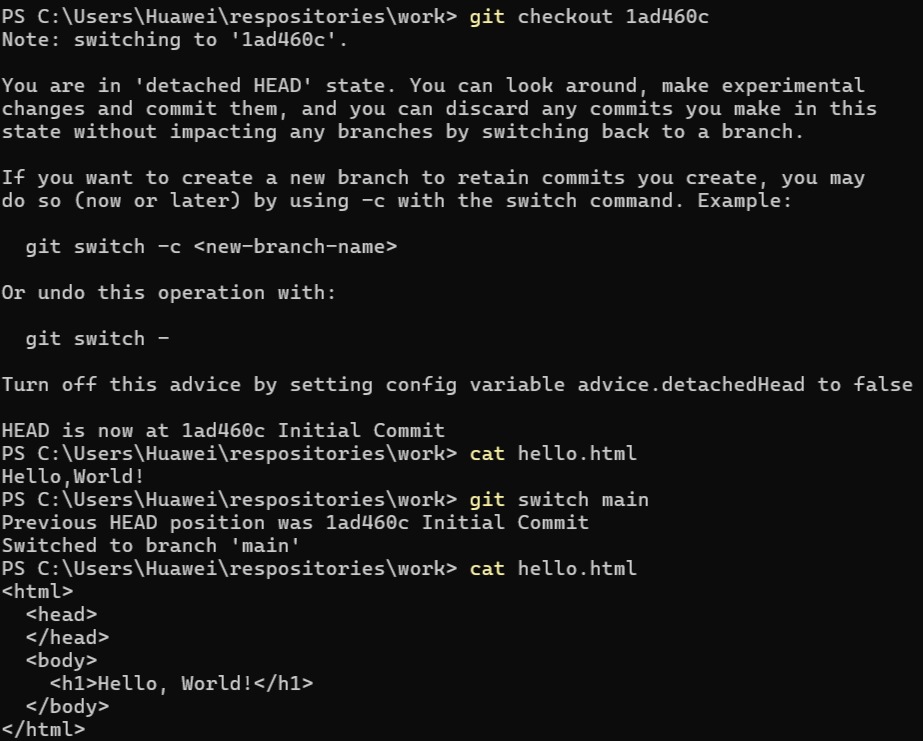 PS C:\Users\Huawei\respositories\work> git checkout 1ad460c
Note: switching to '1ad460c'.

You are in 'detached HEAD' state. You can look around, make experimental
changes and commit them, and you can discard any commits you make in this
state without impacting any branches by switching back to a branch.

If you want to create a new branch to retain commits you create, you may
do so (now or later) by using -c with the switch command. Example:

  git switch -c <new-branch-name>

Or undo this operation with:

  git switch -

Turn off this advice by setting config variable advice.detachedHead to false

HEAD is now at 1ad460c Initial Commit
PS C:\Users\Huawei\respositories\work> cat hello.html
Hello,World!
PS C:\Users\Huawei\respositories\work> git switch main
Previous HEAD position was 1ad460c Initial Commit
Switched to branch 'main'
PS C:\Users\Huawei\respositories\work> cat hello.html
<html>
  <head>
  </head>
  <body>
    <h1>Hello, World!</h1>
  </body>
</html>